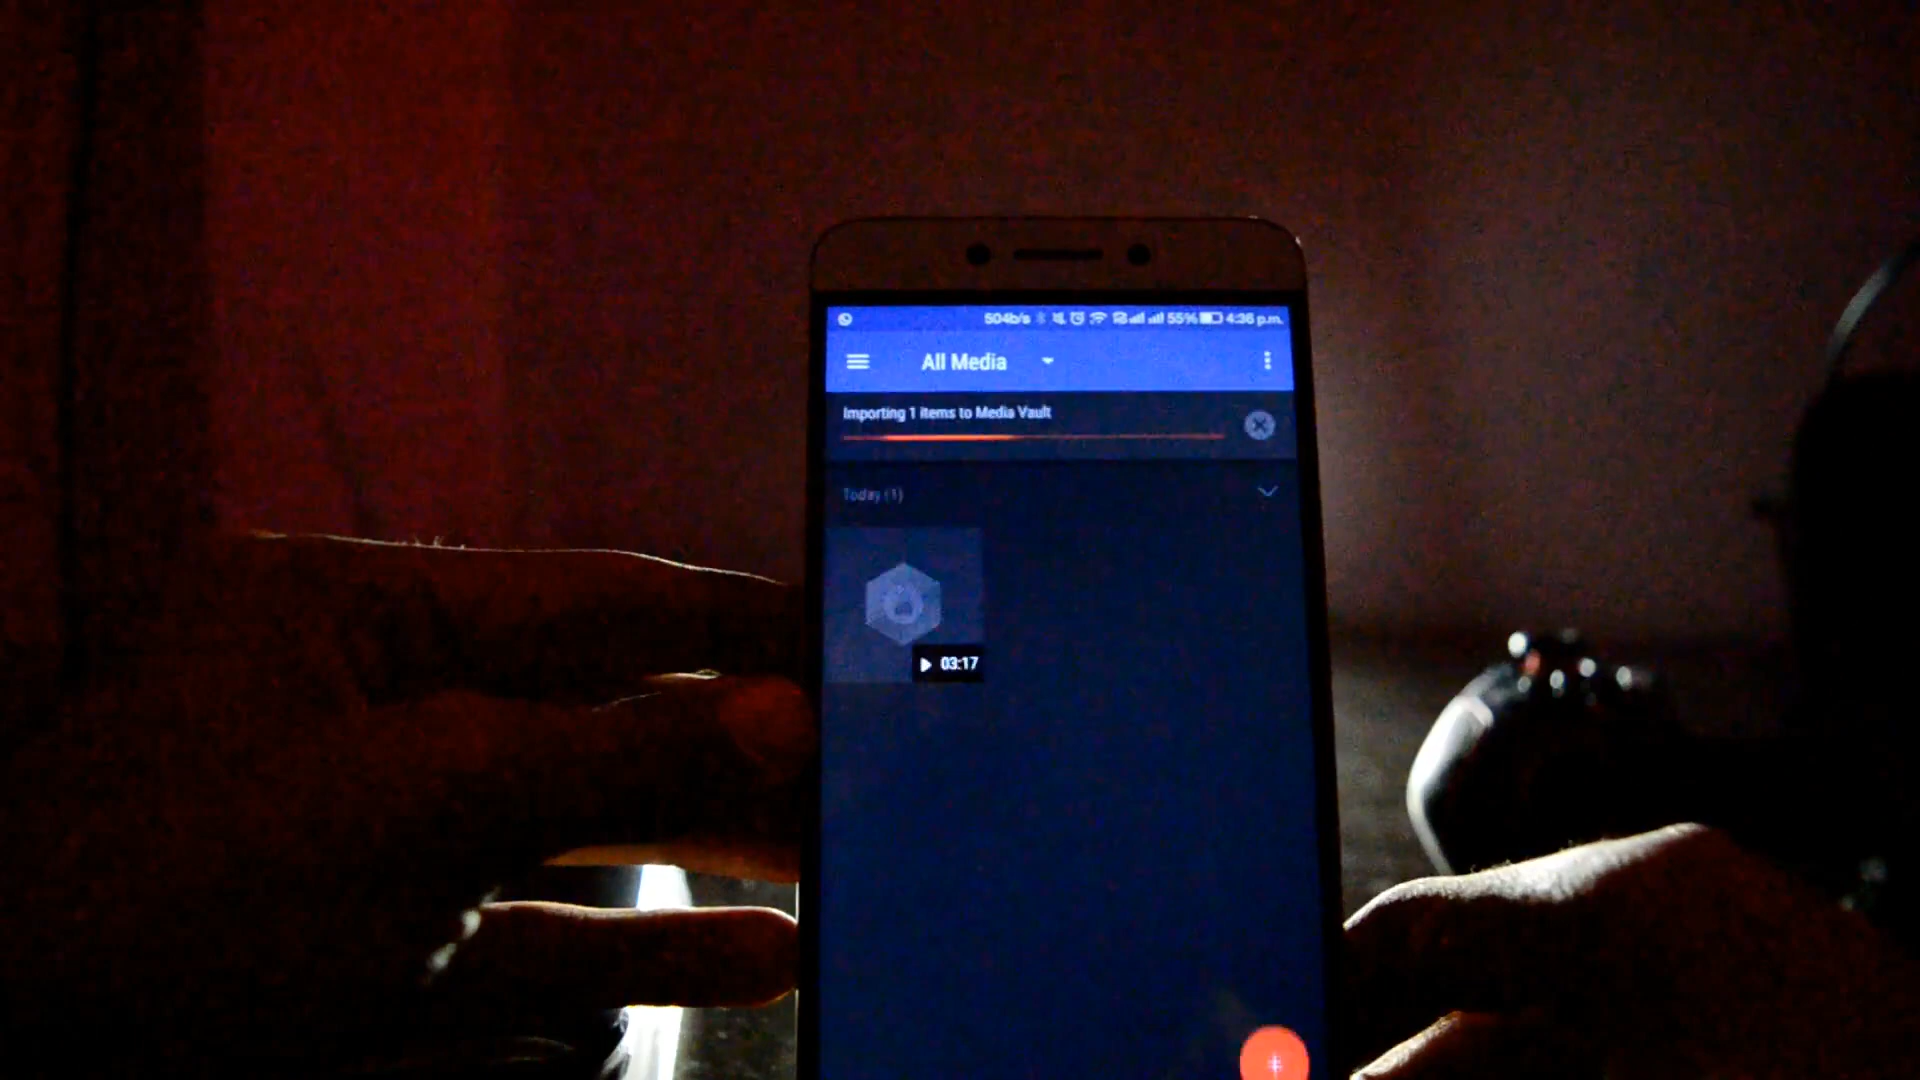 504b/s 55% 4:36 p.m.
All Media
Importing 1 items to Media Vault
Today (1)
03:17